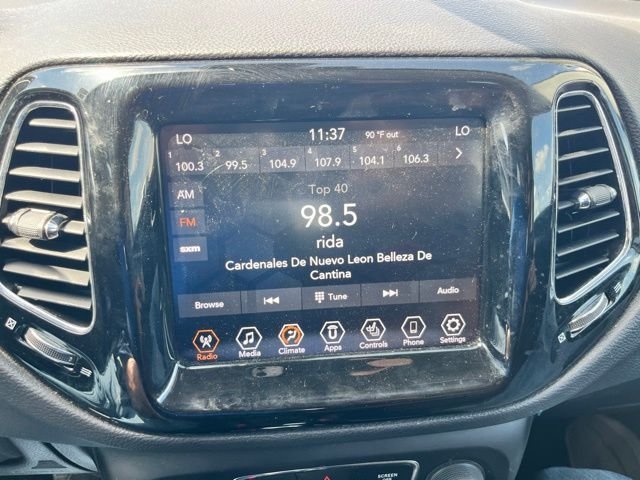 LO 11:37 90 °F out LO
1 100.3 2 99.5 3 104.9 4 107.9 5 104.1 6 106.3
AM
Top 40
98.5
FM
rida
sxm
Cardenales De Nuevo Leon Belleza De
Cantina
Browse Tune Audio
Radio Media Climate Apps Controls Phone Settings
SCREEN
OFF